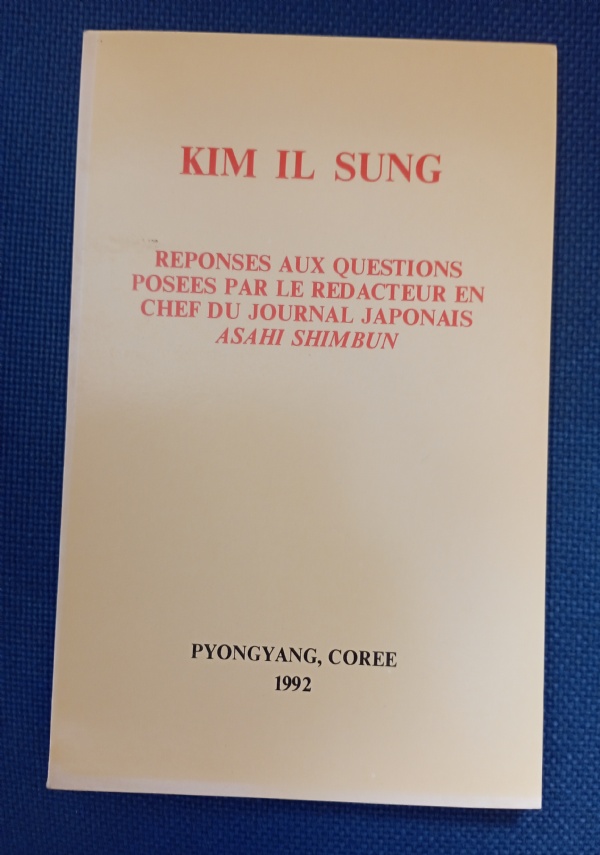 KIM IL SUNG
REPONSES AUX QUESTIONS
POSEES PAR LE REDACTEUR EN
CHEF DU JOURNAL JAPONAIS
ASAHI SHIMBUN
PYONGYANG, COREE
1992